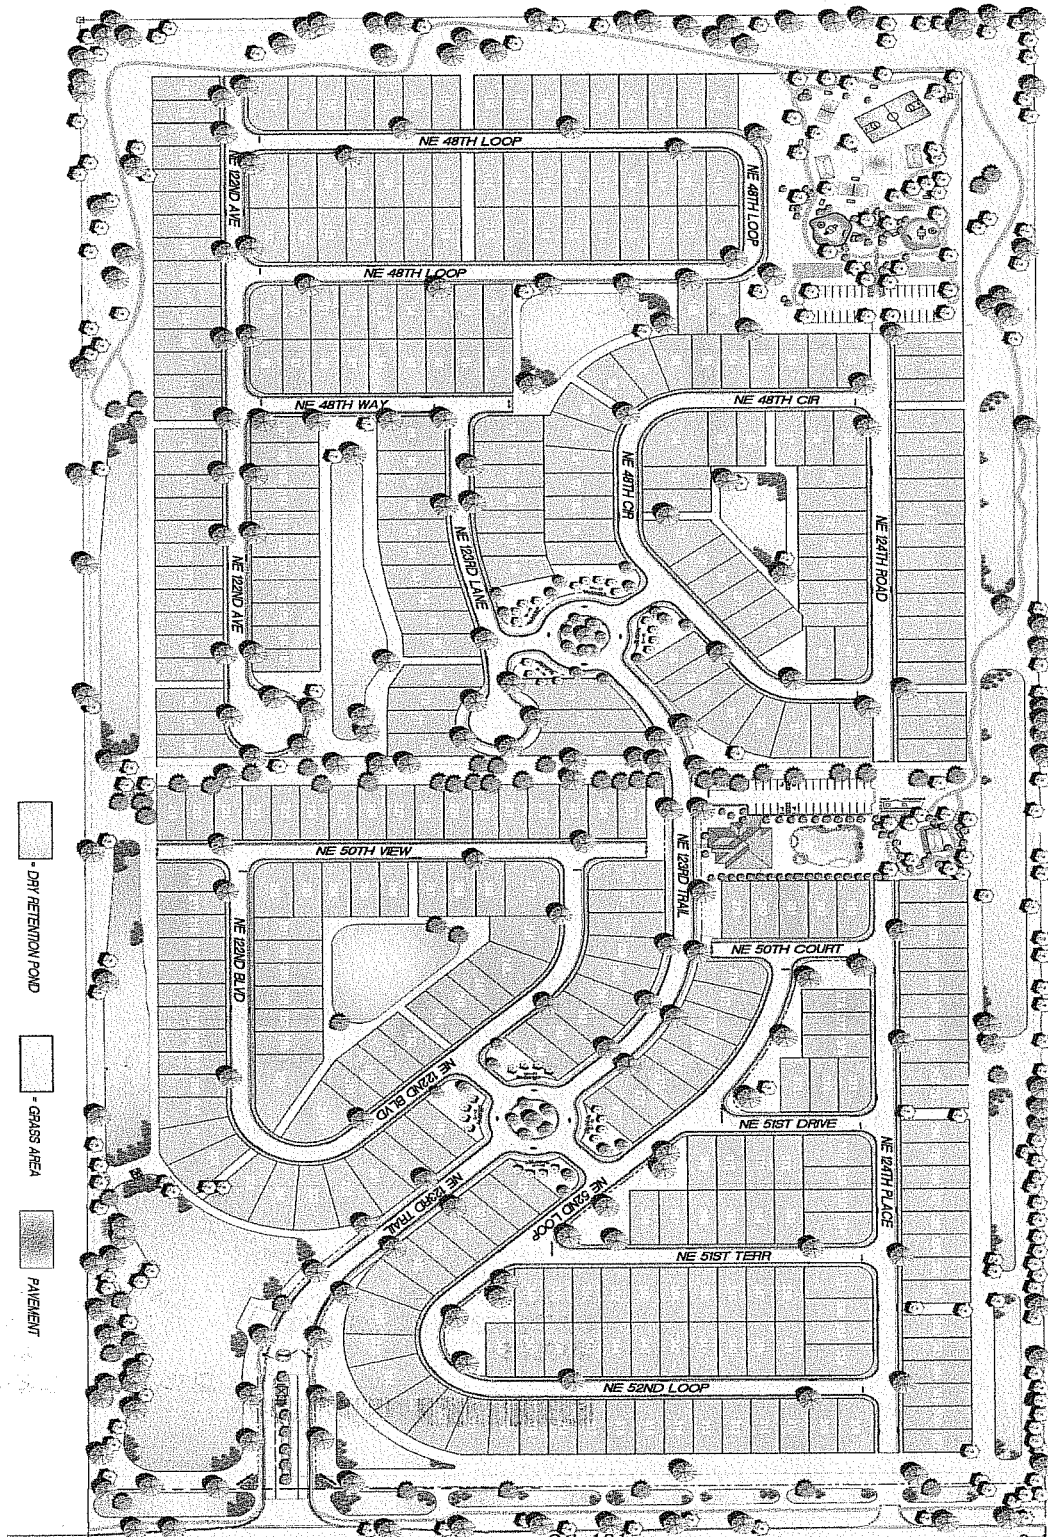 NE 48TH LOOP
NE 122ND AVE
NE 48TH LOOP
NE 48TH LOOP
NE 48TH WAY
NE 48TH CIR
NE 48TH CIR
NE 123RD LANE
NE 124TH ROAD
NE 122ND AVE
NE 50TH VIEW
NE 123RD TRAIL
NE 122ND BLVD
NE 50TH COURT
NE 122ND BLVD
NE 51ST DRIVE
NE 124TH PLACE
NE 123RD TRAIL
NE 52ND LOOP
NE 51ST TERR
NE 52ND LOOP
= DRY RETENTION POND
= GRASS AREA
PAVEMENT